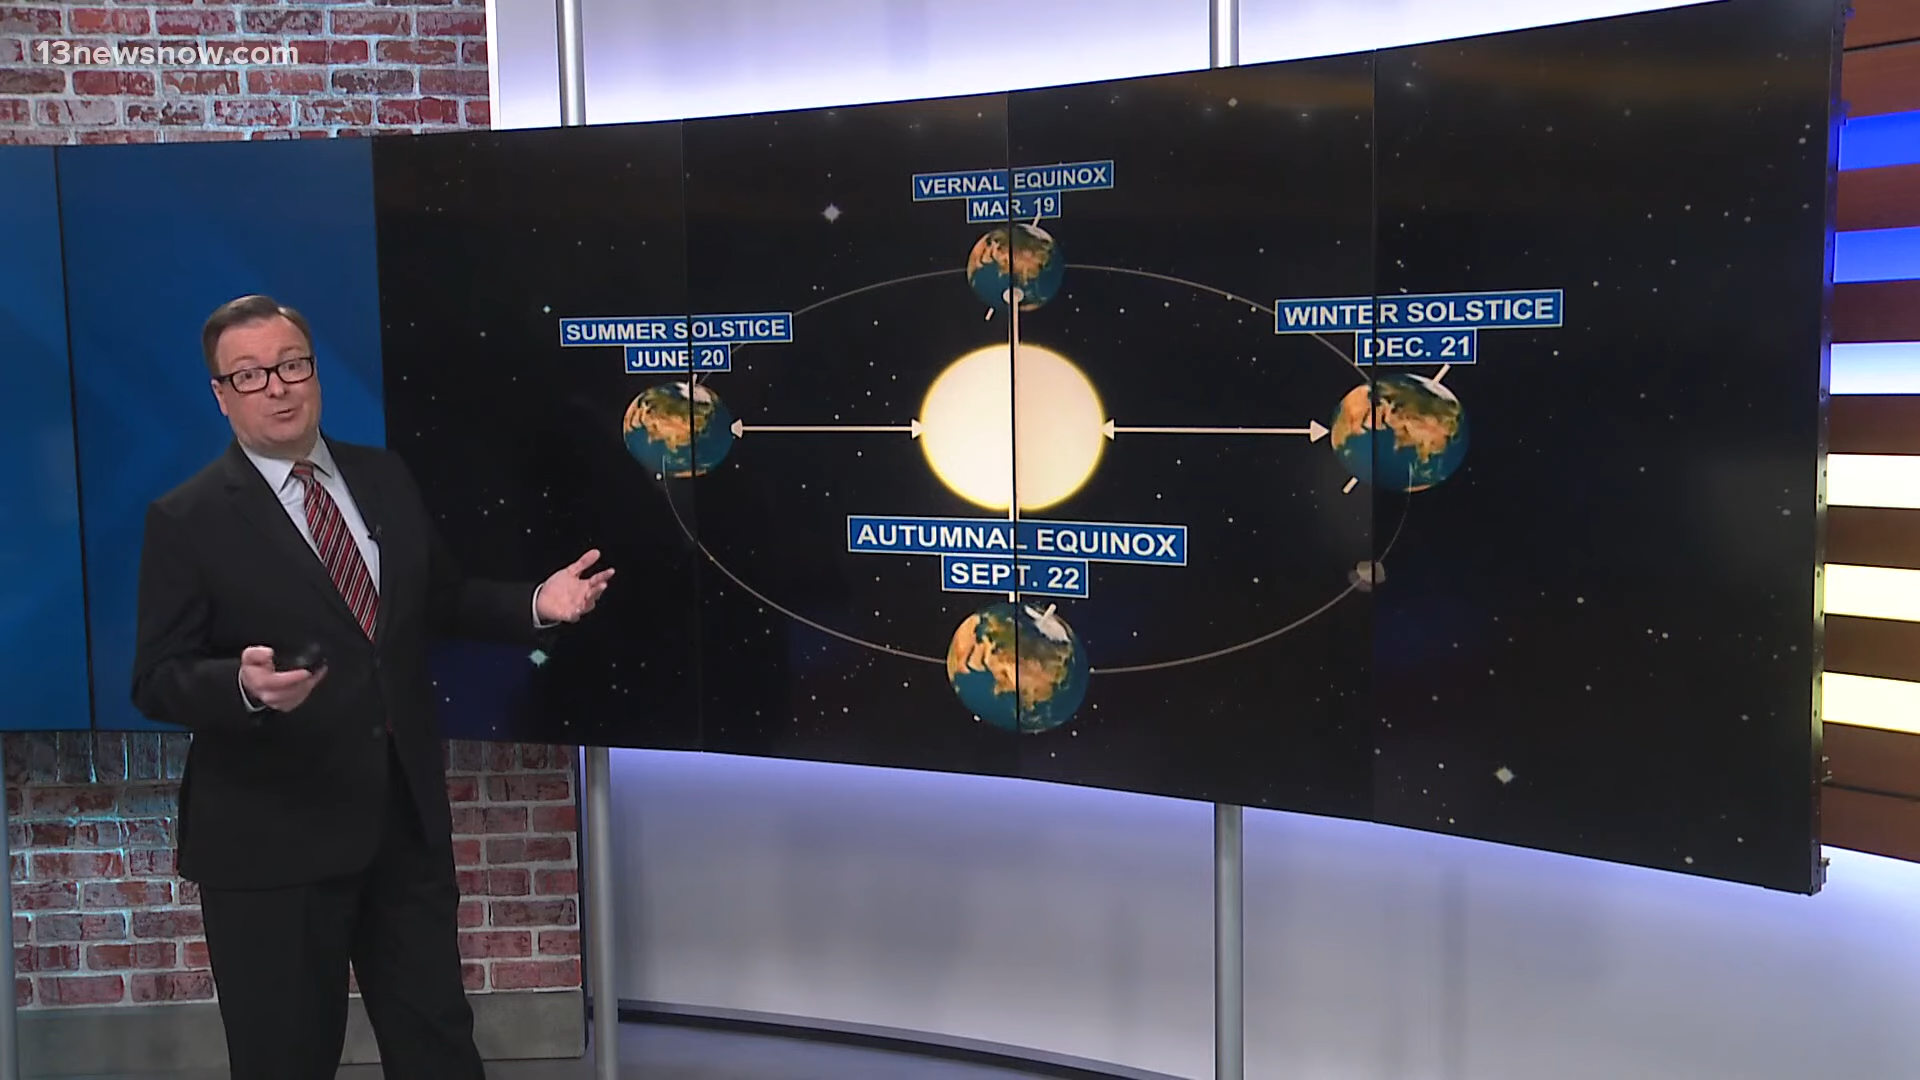 13newsnow.com
VERNAL EQUINOX
MAR. 19
SUMMER SOLSTICE
JUNE 20
WINTER SOLSTICE
DEC. 21
AUTUMNAL EQUINOX
SEPT. 22